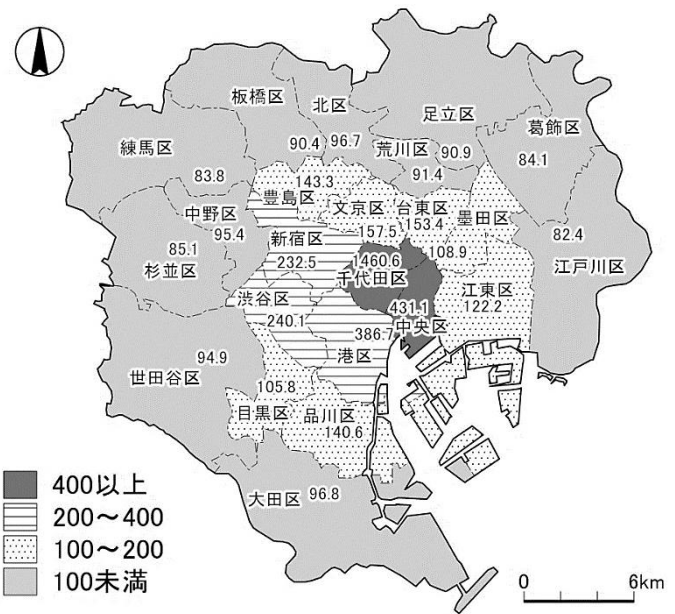 板橋区
北区
足立区
葛飾区
練馬区
90.4
96.7
荒川区
90.9
84.1
83.8
143.3
91.4
豊島区
文京区
台東区
墨田区
中野区
157.5
153.4
95.4
新宿区
108.9
82.4
85.1
232.5
1460.6
江戸川区
杉並区
千代田区
江東区
渋谷区
431.1
122.2
240.1
386.7
中央区
94.9
港区
世田谷区
105.8
目黒区
品川区
140.6
大田区
96.8
400以上
200～400
100～200
100未満
0
6km